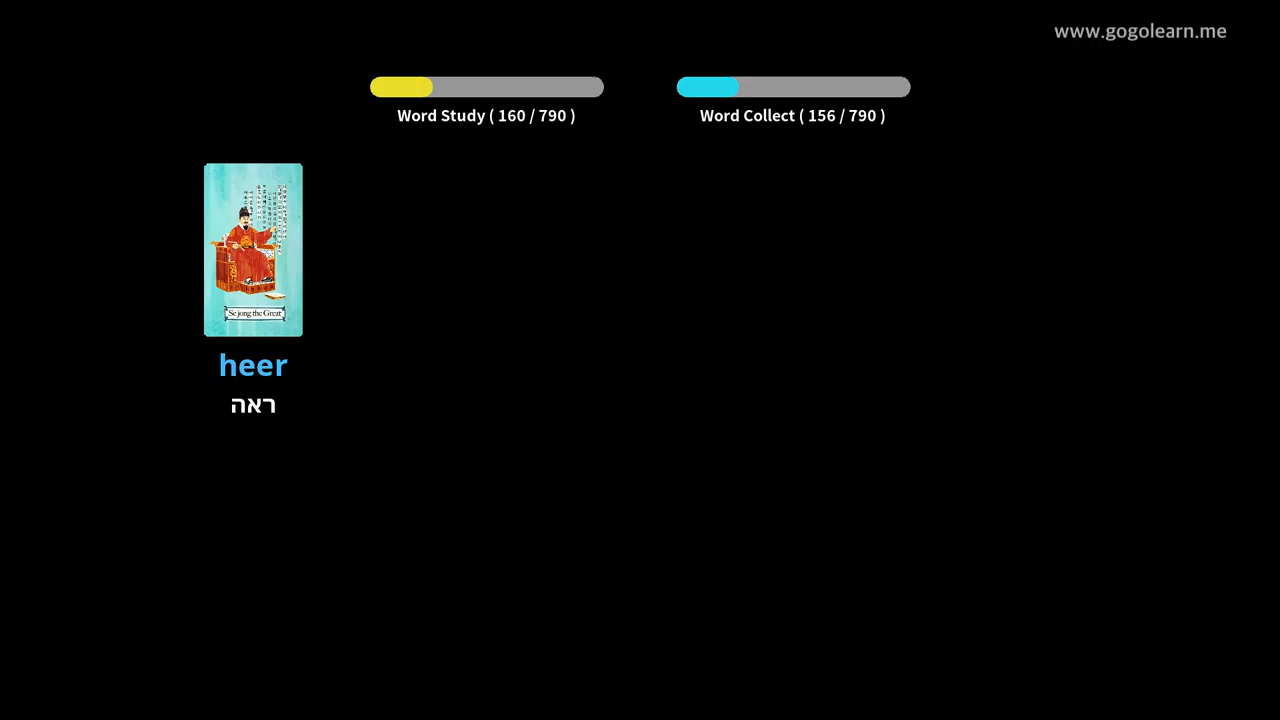 www.gogolearn.me
Word Study ( 160 / 790 )
Word Collect ( 156 / 790 )
Se jong the Great
heer
ראה